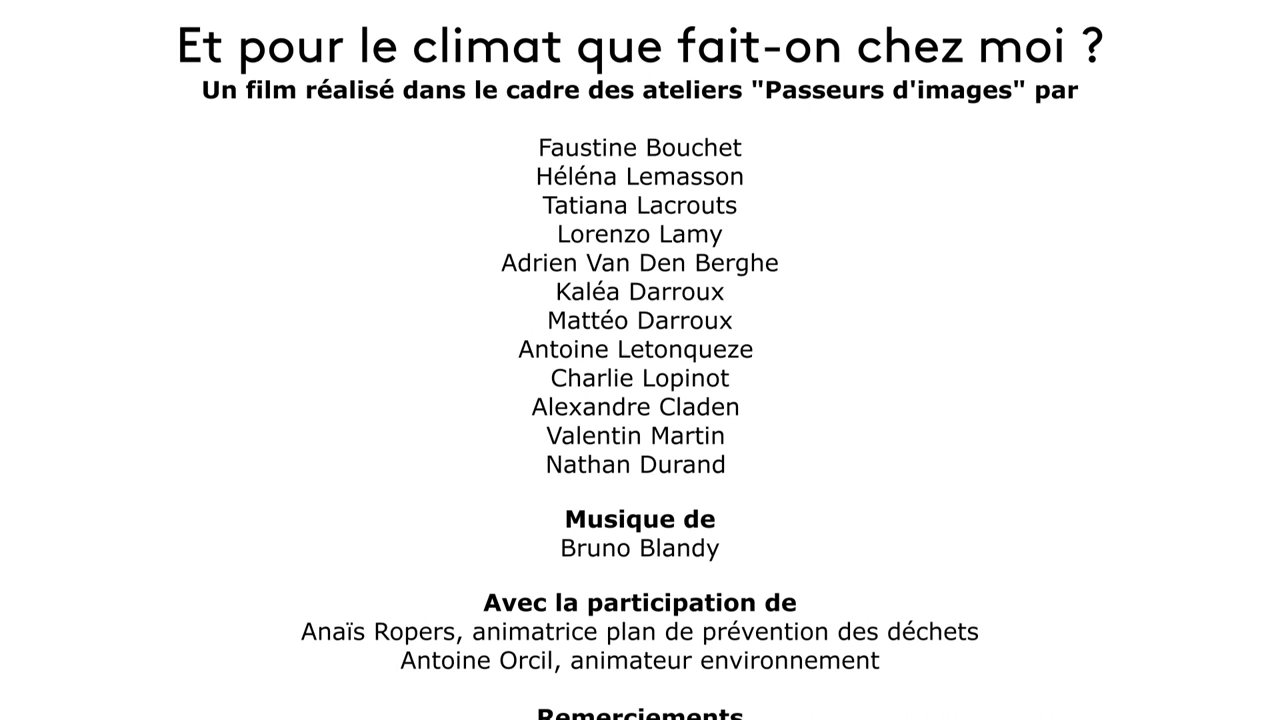 Et pour le climat que fait-on chez moi ?
Un film réalisé dans le cadre des ateliers "Passeurs d'images" par
Faustine Bouchet
Héléna Lemasson
Tatiana Lacrouts
Lorenzo Lamy
Adrien Van Den Berghe
Kaléa Darroux
Mattéo Darroux
Antoine Letonqueze
Charlie Lopinot
Alexandre Claden
Valentin Martin
Nathan Durand
Musique de
Bruno Blandy
Avec la participation de
Anaïs Ropers, animatrice plan de prévention des déchets
Antoine Orcil, animateur environnement
Remerciements